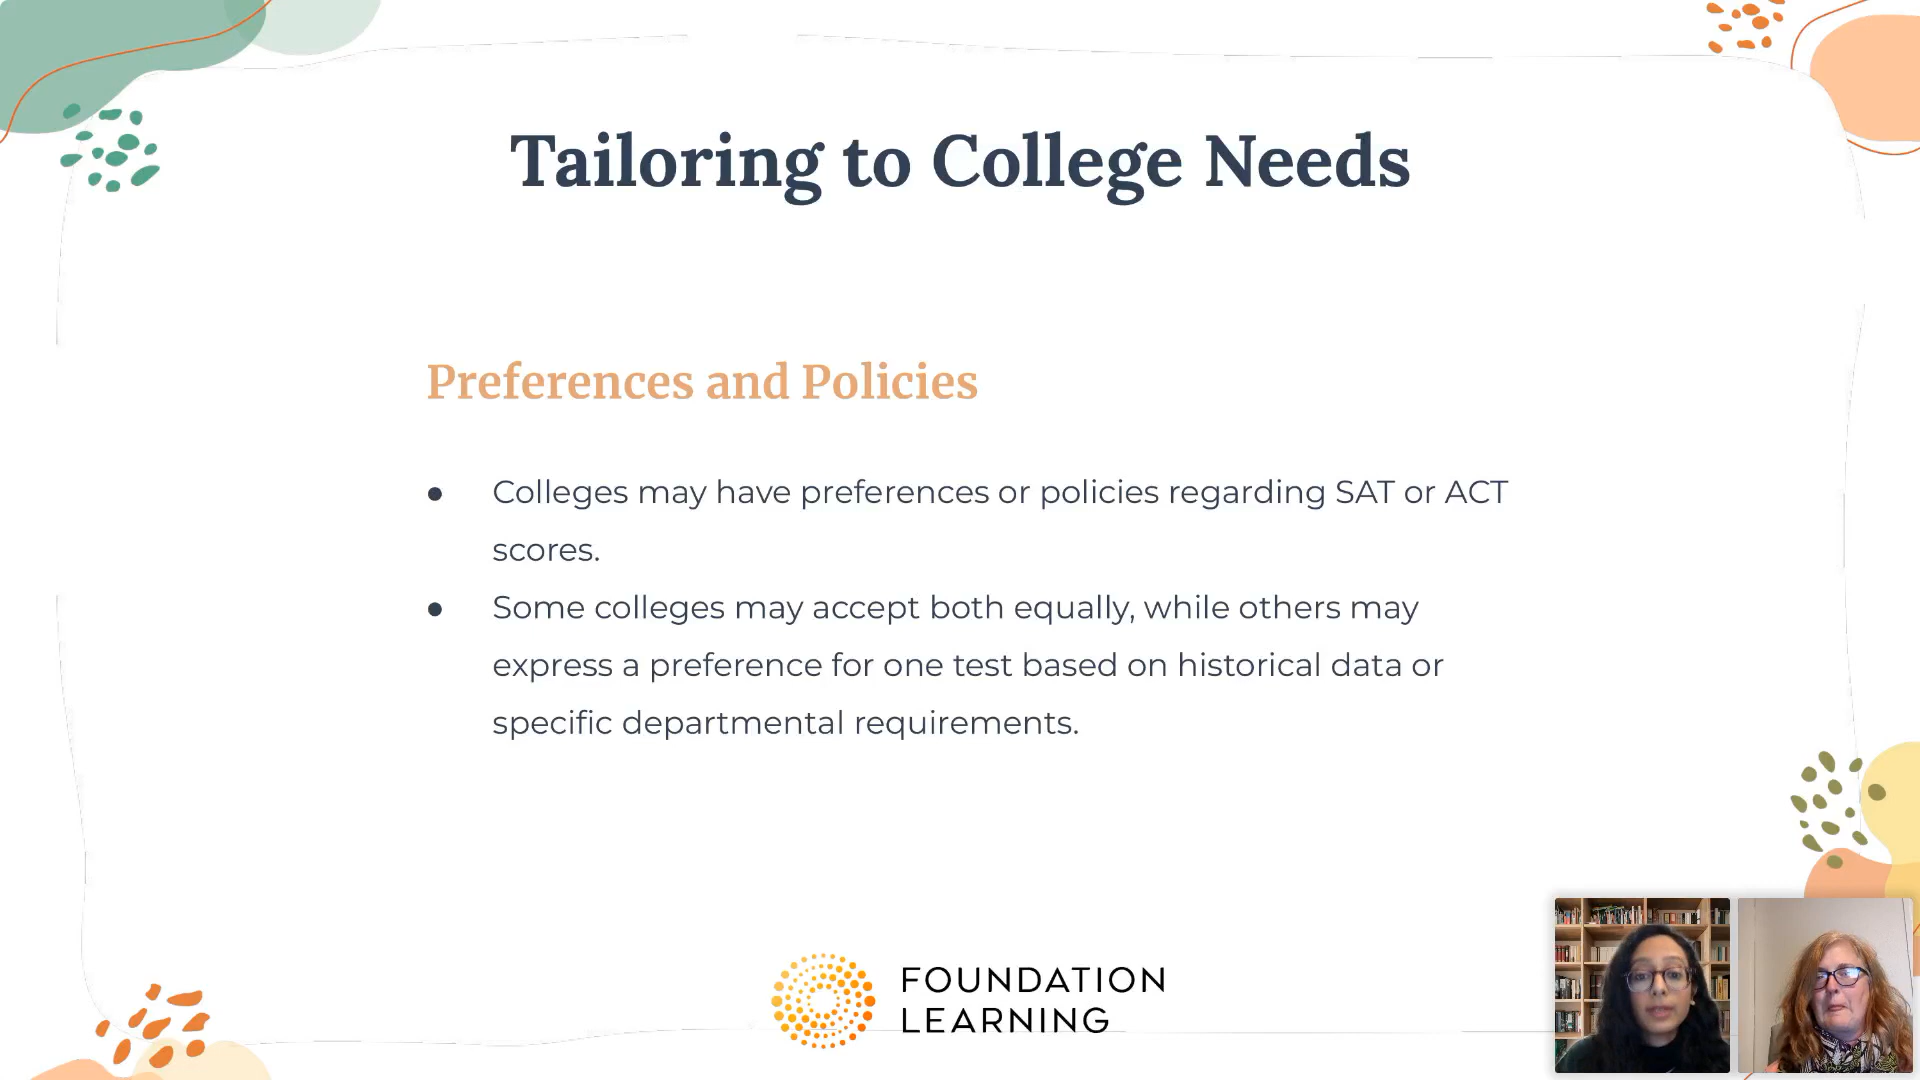 Tailoring to College Needs
Preferences and Policies
● Colleges may have preferences or policies regarding SAT or ACT
scores.
● Some colleges may accept both equally, while others may
express a preference for one test based on historical data or
specific departmental requirements.
FOUNDATION
LEARNING